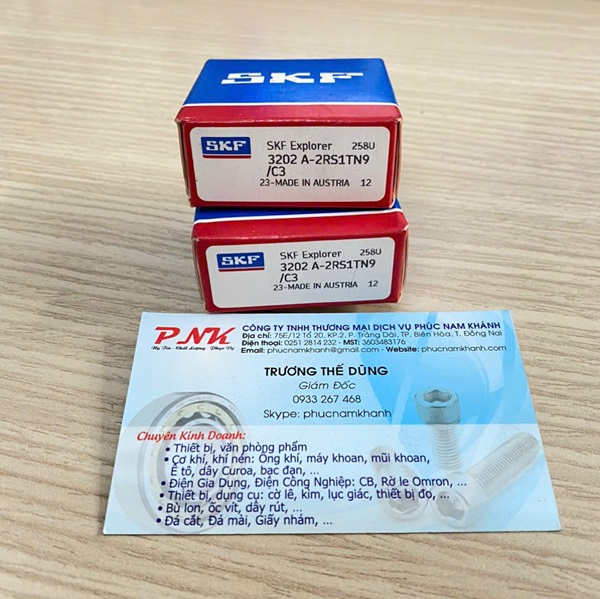 SKF
SKF
SKF Explorer 258U
3202 A-2RS1TN9
/C3
23-MADE IN AUSTRIA 12
SKF
SKF Explorer 258U
3202 A-2RS1TN9
/C3
23-MADE IN AUSTRIA 12
PNK
Uy Tín - Chất Lượng - Phục Vụ
CÔNG TY TNHH THƯƠNG MẠI DỊCH VỤ PHÚC NAM KHÁNH
Địa chỉ: 75E/12 Tổ 20, KP.2, P. Trảng Dài, TP. Biên Hòa, T. Đồng Nai
Điện thoại: 0251 2814 232 - MST: 3603483176
Email: phucnamkhanh@gmail.com - Website: phucnamkhanh.com
TRƯƠNG THẾ DŨNG
Giám Đốc
0933 267 468
Skype: phucnamkhanh
Chuyên Kinh Doanh:
• Thiết bị, văn phòng phẩm
• Cơ khí, khí nén: Ống khí, máy khoan, mũi khoan,
Ê tô, dây Curoa, bạc đạn, ...
• Điện Gia Dụng, Điện Công Nghiệp: CB, Rờ le Omron, ...
• Thiết bị, dụng cụ: cờ lê, kìm, lục giác, thiết bị đo, ...
• Bù lon, ốc vít, dây rút, ...
• Đá cắt, Đá mài, Giấy nhám, ...